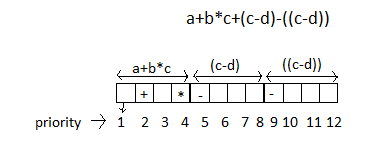 a+b*c+(c-d)-((c-d))
a+b*c (c-d) ((c-d))
+ * - -
priority 1 2 3 4 5 6 7 8 9 10 11 12